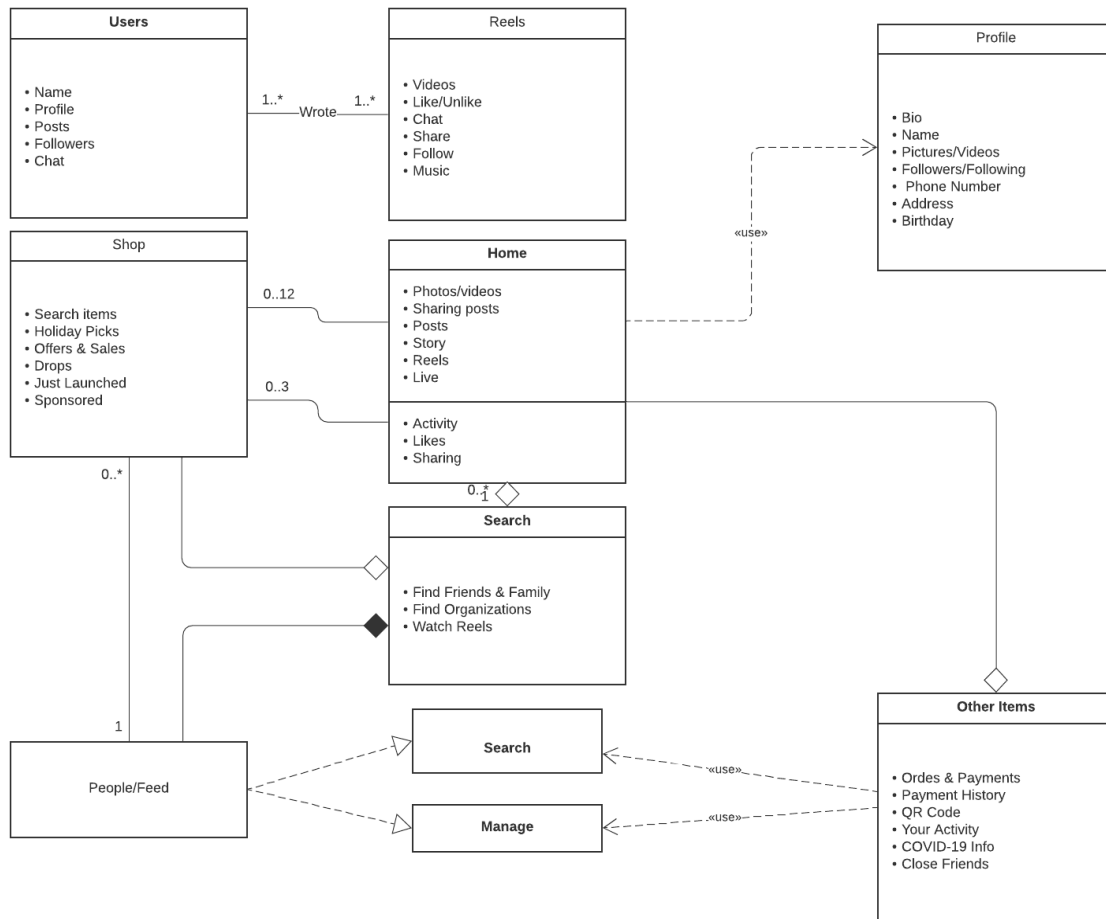 Users
• Name
• Profile
• Posts
• Followers
• Chat
1..*
Wrote
1..*
Reels
• Videos
• Like/Unlike
• Chat
• Share
• Follow
• Music
Profile
• Bio
• Name
• Pictures/Videos
• Followers/Following
• Phone Number
• Address
• Birthday
«use»
Shop
• Search items
• Holiday Picks
• Offers & Sales
• Drops
• Just Launched
• Sponsored
0..12
0..3
Home
• Photos/videos
• Sharing posts
• Posts
• Story
• Reels
• Live
• Activity
• Likes
• Sharing
0..*
0..*
1
Search
• Find Friends & Family
• Find Organizations
• Watch Reels
1
People/Feed
Search
Manage
«use»
«use»
Other Items
• Ordes & Payments
• Payment History
• QR Code
• Your Activity
• COVID-19 Info
• Close Friends